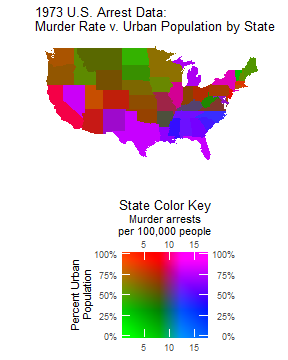 1973 U.S. Arrest Data:
Murder Rate v. Urban Population by State
State Color Key
Murder arrests
per 100,000 people
5 10 15
100% 100%
75% 75%
50% 50%
25% 25%
0% 0%
5 10 15
Percent Urban
Population